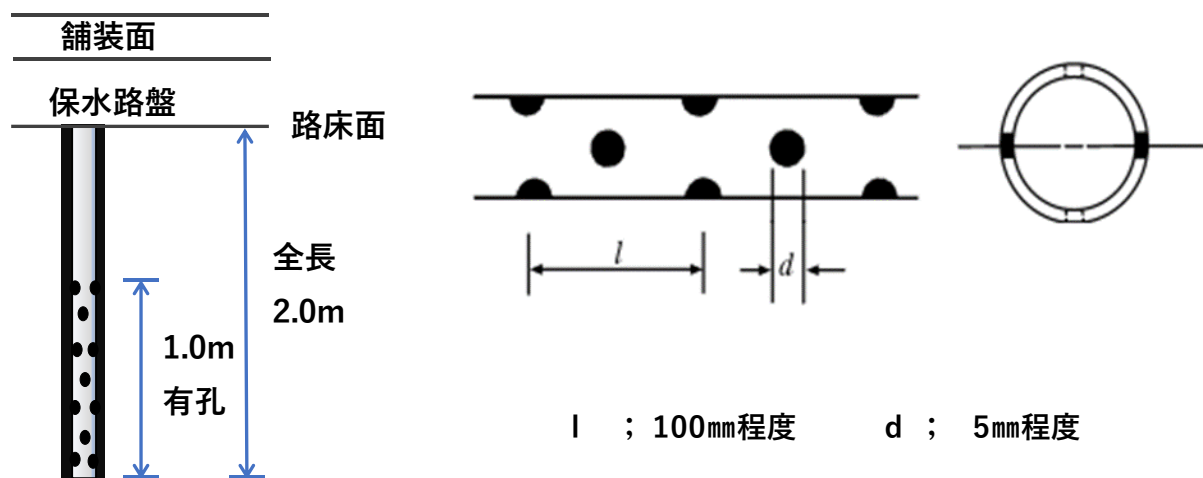 舗装面
保水路盤
路床面
全長
2.0m
1.0m
有孔
l
d
l ；100㎜程度 d ； 5㎜程度